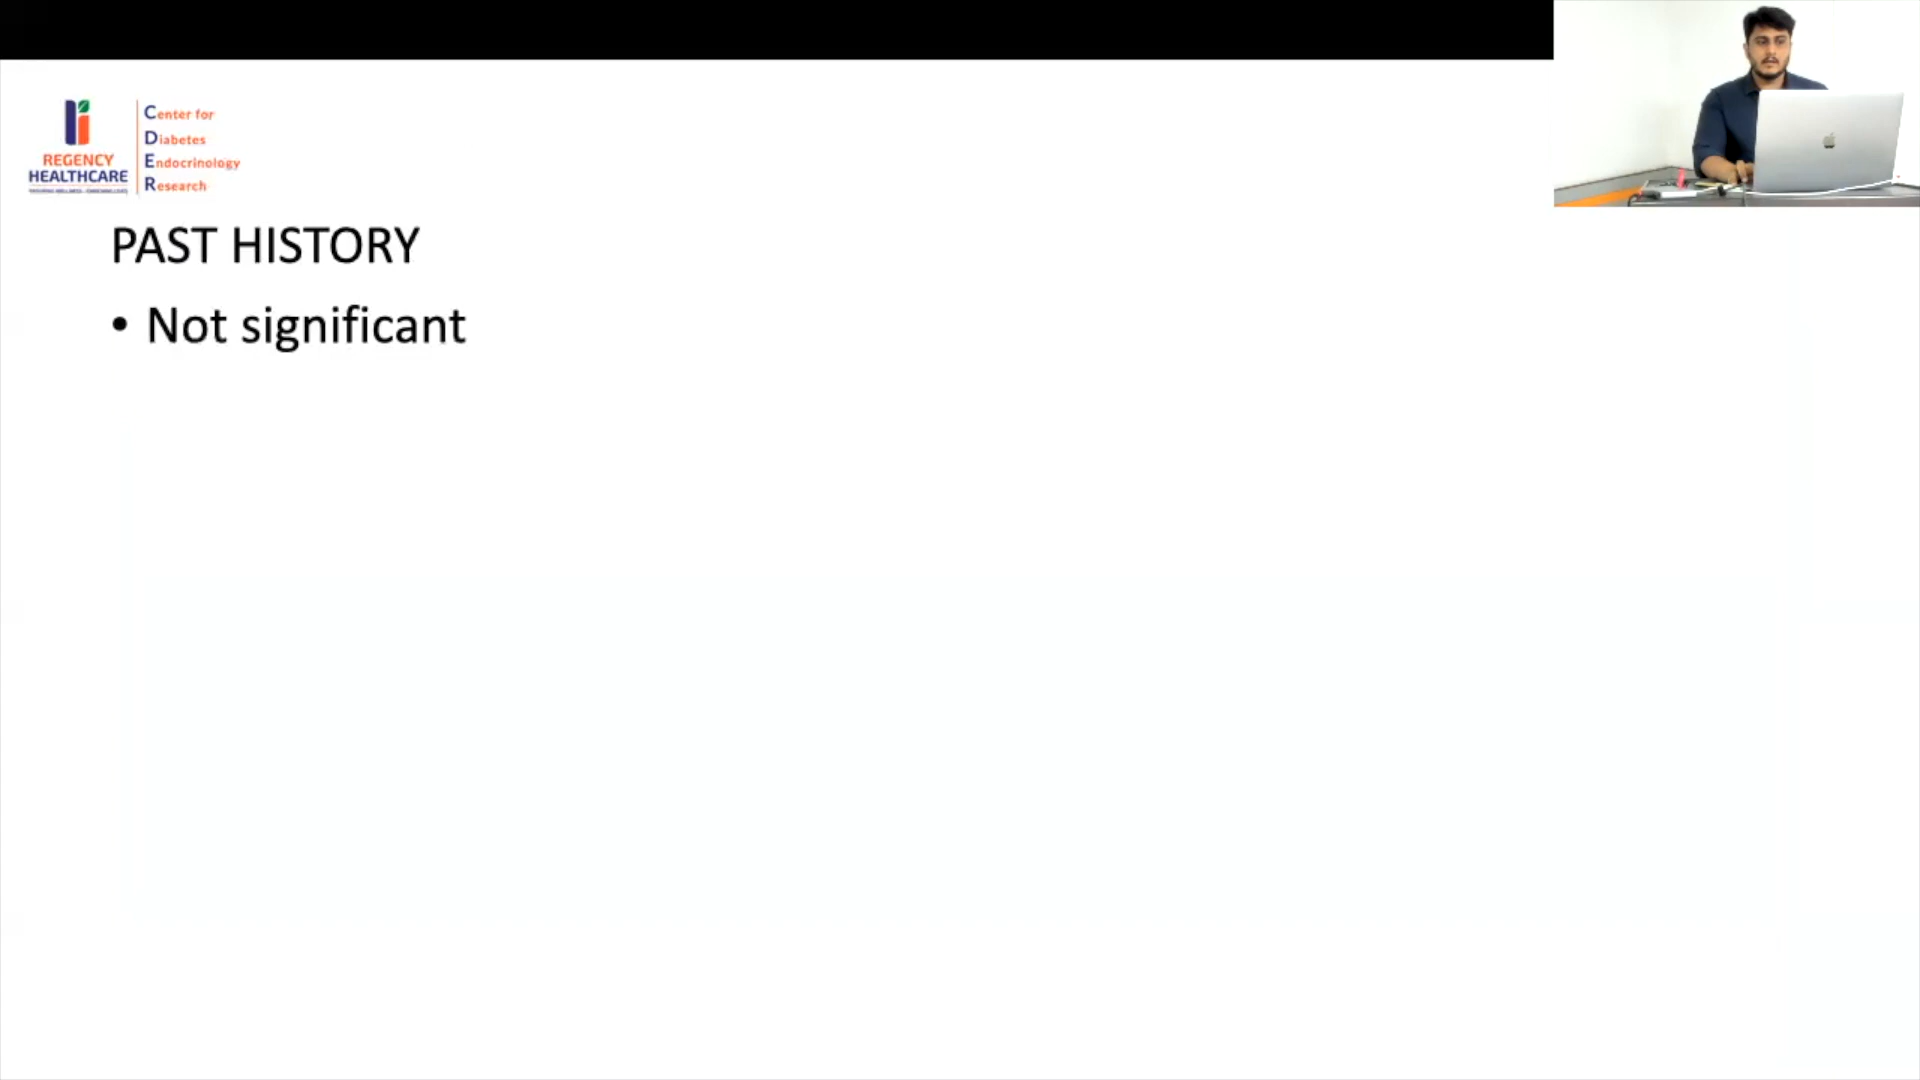 REGENCY
HEALTHCARE
Center for
Diabetes
Endocrinology
Research
PAST HISTORY
• Not significant